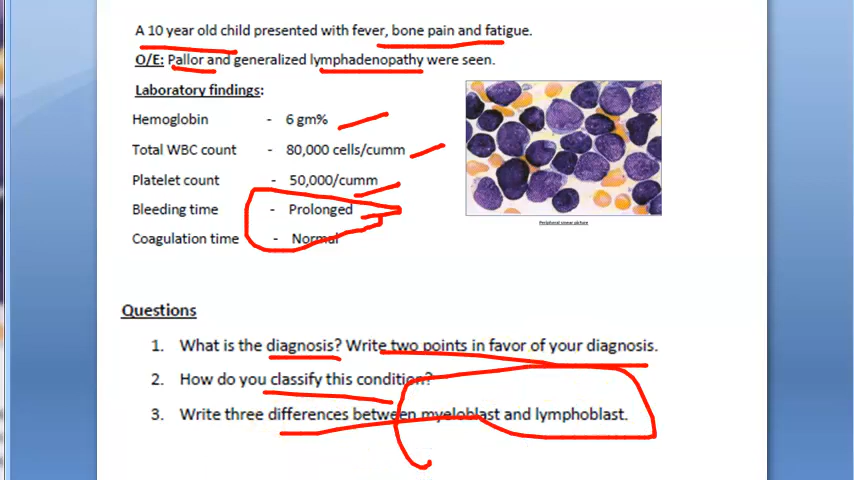 A 10 year old child presented with fever, bone pain and fatigue.
O/E: Pallor and generalized lymphadenopathy were seen.
Laboratory findings:
Hemoglobin - 6 gm%
Total WBC count - 80,000 cells/cumm
Platelet count - 50,000/cumm
Bleeding time - Prolonged
Coagulation time - Normal
Peripheral smear picture
Questions
1. What is the diagnosis? Write two points in favor of your diagnosis.
2. How do you classify this condition?
3. Write three differences between myeloblast and lymphoblast.